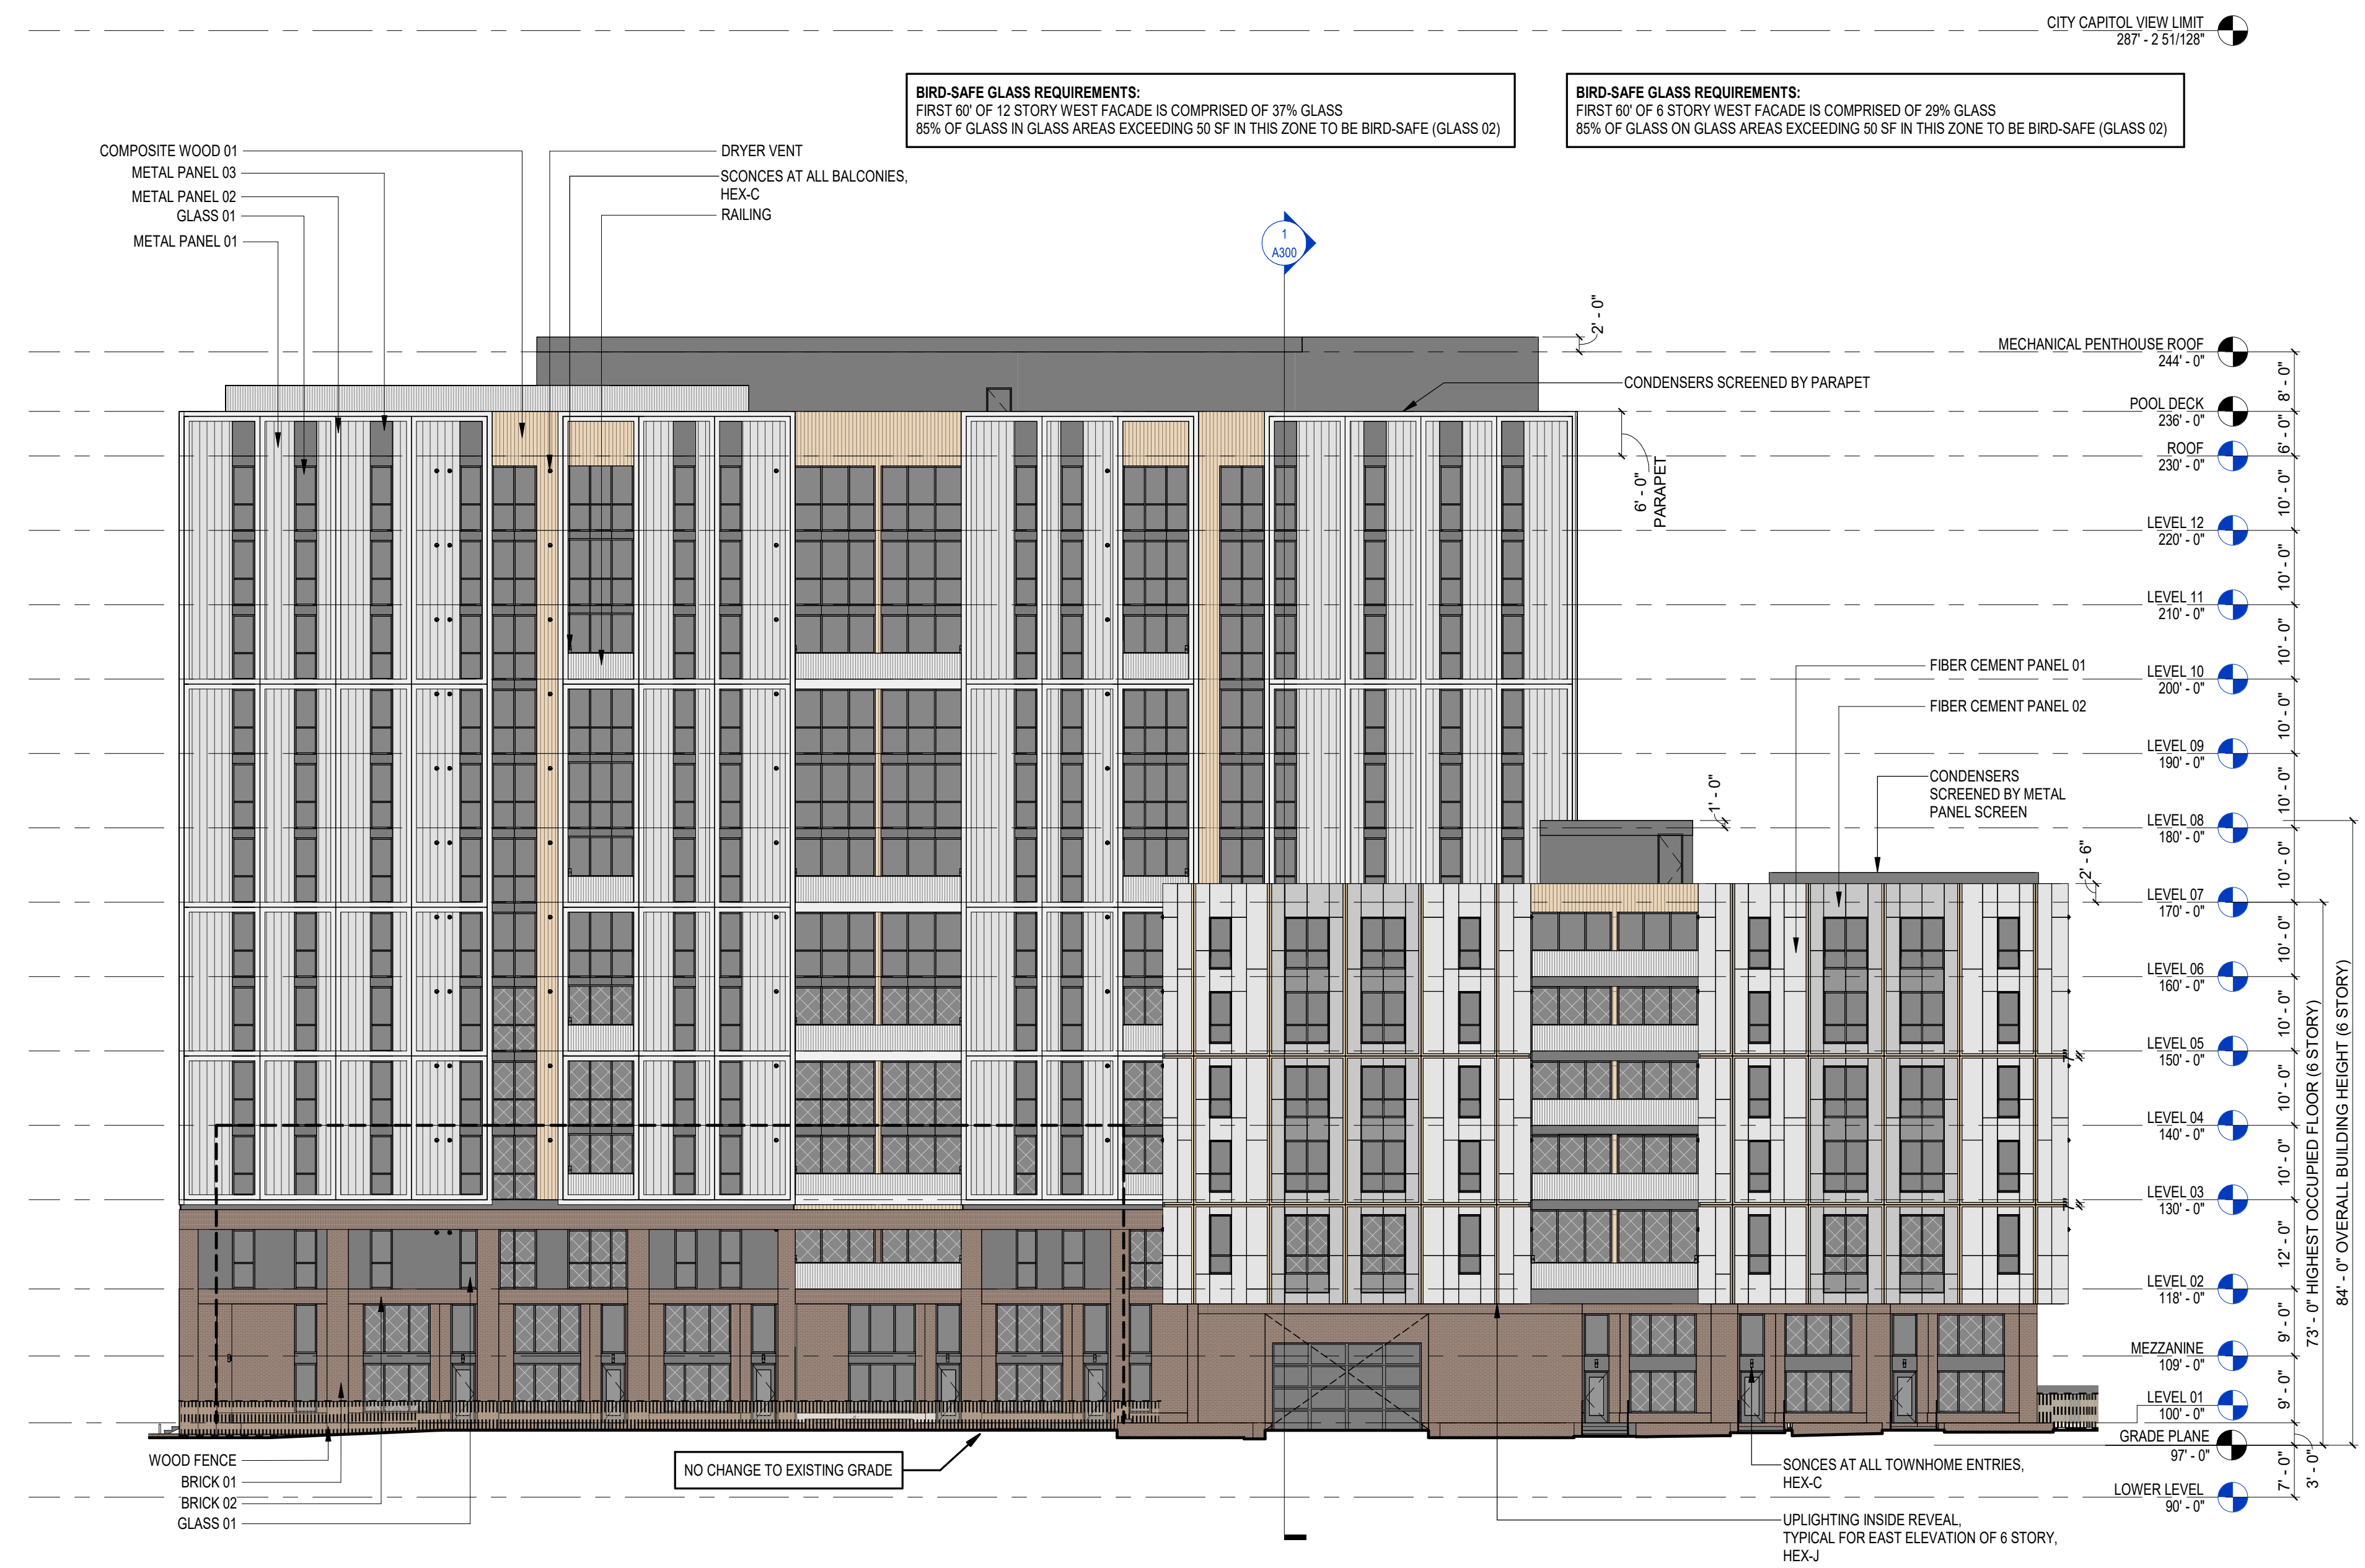 CITY CAPITOL VIEW LIMIT
287' - 2 51/128"
BIRD-SAFE GLASS REQUIREMENTS:
FIRST 60' OF 12 STORY WEST FACADE IS COMPRISED OF 37% GLASS
85% OF GLASS IN GLASS AREAS EXCEEDING 50 SF IN THIS ZONE TO BE BIRD-SAFE (GLASS 02)
BIRD-SAFE GLASS REQUIREMENTS:
FIRST 60' OF 6 STORY WEST FACADE IS COMPRISED OF 29% GLASS
85% OF GLASS ON GLASS AREAS EXCEEDING 50 SF IN THIS ZONE TO BE BIRD-SAFE (GLASS 02)
COMPOSITE WOOD 01
METAL PANEL 03
METAL PANEL 02
GLASS 01
METAL PANEL 01
DRYER VENT
SCONCES AT ALL BALCONIES,
HEX-C
RAILING
1
A300
2' - 0"
CONDENSERS SCREENED BY PARAPET
6' - 0"
PARAPET
MECHANICAL PENTHOUSE ROOF
244' - 0"
8' - 0"
POOL DECK
236' - 0"
6' - 0"
ROOF
230' - 0"
10' - 0"
LEVEL 12
220' - 0"
10' - 0"
LEVEL 11
210' - 0"
10' - 0"
FIBER CEMENT PANEL 01
LEVEL 10
200' - 0"
FIBER CEMENT PANEL 02
10' - 0"
LEVEL 09
190' - 0"
1' - 0"
CONDENSERS
SCREENED BY METAL
PANEL SCREEN
10' - 0"
LEVEL 08
180' - 0"
2' - 6"
10' - 0"
LEVEL 07
170' - 0"
10' - 0"
LEVEL 06
160' - 0"
10' - 0"
LEVEL 05
150' - 0"
7"
10' - 0"
LEVEL 04
140' - 0"
10' - 0"
LEVEL 03
130' - 0"
7"
12' - 0"
LEVEL 02
118' - 0"
9' - 0"
MEZZANINE
109' - 0"
9' - 0"
LEVEL 01
100' - 0"
GRADE PLANE
97' - 0"
7' - 0"
3' - 0"
LOWER LEVEL
90' - 0"
73' - 0" HIGHEST OCCUPIED FLOOR (6 STORY)
84' - 0" OVERALL BUILDING HEIGHT (6 STORY)
WOOD FENCE
BRICK 01
BRICK 02
GLASS 01
NO CHANGE TO EXISTING GRADE
SONCES AT ALL TOWNHOME ENTRIES,
HEX-C
UPLIGHTING INSIDE REVEAL,
TYPICAL FOR EAST ELEVATION OF 6 STORY,
HEX-J